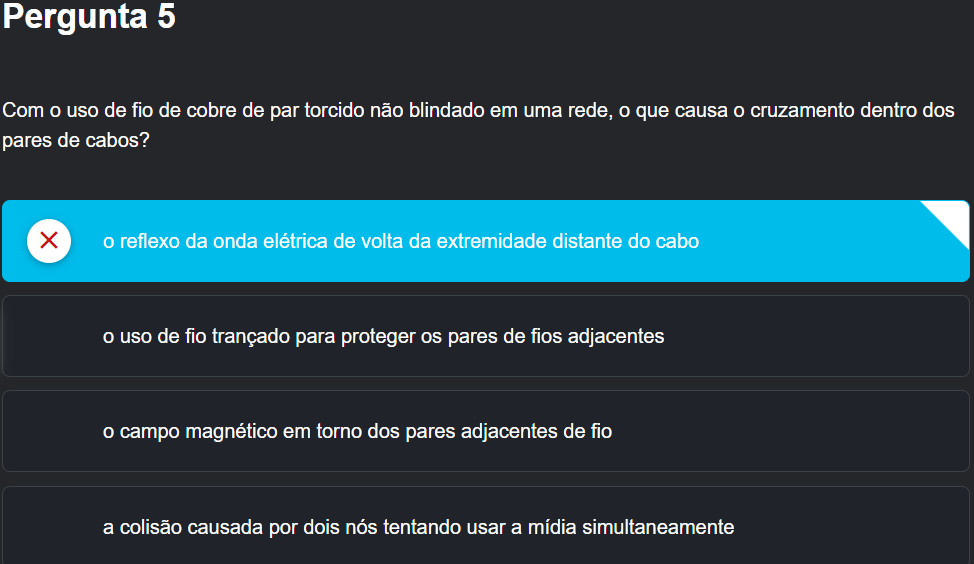 Pergunta 5
Com o uso de fio de cobre de par torcido não blindado em uma rede, o que causa o cruzamento dentro dos
pares de cabos?
o reflexo da onda elétrica de volta da extremidade distante do cabo
o uso de fio trançado para proteger os pares de fios adjacentes
o campo magnético em torno dos pares adjacentes de fio
a colisão causada por dois nós tentando usar a mídia simultaneamente